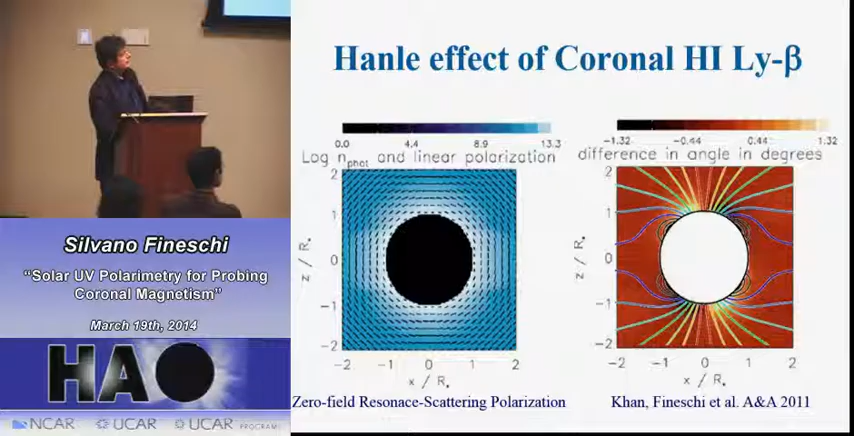 Hanle effect of Coronal HI Ly-β
0.0 4.4 8.9 13.3
Log nphot and linear polarization
2
1
0
−1
−2
z / R*
−2 −1 0 1 2
x / R*
Zero-field Resonace-Scattering Polarization
−1.32 −0.44 0.44 1.32
difference in angle in degrees
2
1
0
−1
−2
z / R*
−2 −1 0 1 2
x / R*
Khan, Fineschi et al. A&A 2011
Silvano Fineschi
“Solar UV Polarimetry for Probing
Coronal Magnetism”
March 19th, 2014
HAO
NCAR UCAR UCAR PROGRAMS